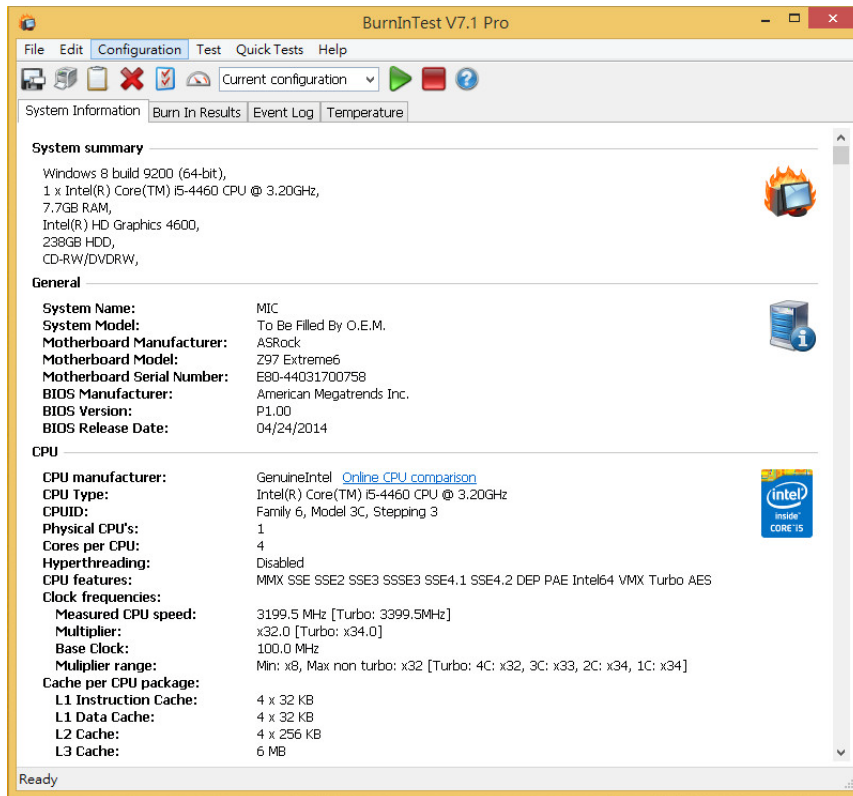 BurnInTest V7.1 Pro
File Edit Configuration Test Quick Tests Help
Current configuration
System Information Burn In Results Event Log Temperature
System summary
Windows 8 build 9200 (64-bit),
1 x Intel(R) Core(TM) i5-4460 CPU @ 3.20GHz,
7.7GB RAM,
Intel(R) HD Graphics 4600,
238GB HDD,
CD-RW/DVDRW,
General
System Name: MIC
System Model: To Be Filled By O.E.M.
Motherboard Manufacturer: ASRock
Motherboard Model: Z97 Extreme6
Motherboard Serial Number: E80-44031700758
BIOS Manufacturer: American Megatrends Inc.
BIOS Version: P1.00
BIOS Release Date: 04/24/2014
CPU
CPU manufacturer: GenuineIntel Online CPU comparison
CPU Type: Intel(R) Core(TM) i5-4460 CPU @ 3.20GHz
CPUID: Family 6, Model 3C, Stepping 3
Physical CPU's: 1
Cores per CPU: 4
Hyperthreading: Disabled
CPU features: MMX SSE SSE2 SSE3 SSSE3 SSE4.1 SSE4.2 DEP PAE Intel64 VMX Turbo AES
Clock frequencies:
Measured CPU speed: 3199.5 MHz [Turbo: 3399.5MHz]
Multiplier: x32.0 [Turbo: x34.0]
Base Clock: 100.0 MHz
Muliplier range: Min: x8, Max non turbo: x32 [Turbo: 4C: x32, 3C: x33, 2C: x34, 1C: x34]
Cache per CPU package:
L1 Instruction Cache: 4 x 32 KB
L1 Data Cache: 4 x 32 KB
L2 Cache: 4 x 256 KB
L3 Cache: 6 MB
intel
inside™
CORE™i5
Ready